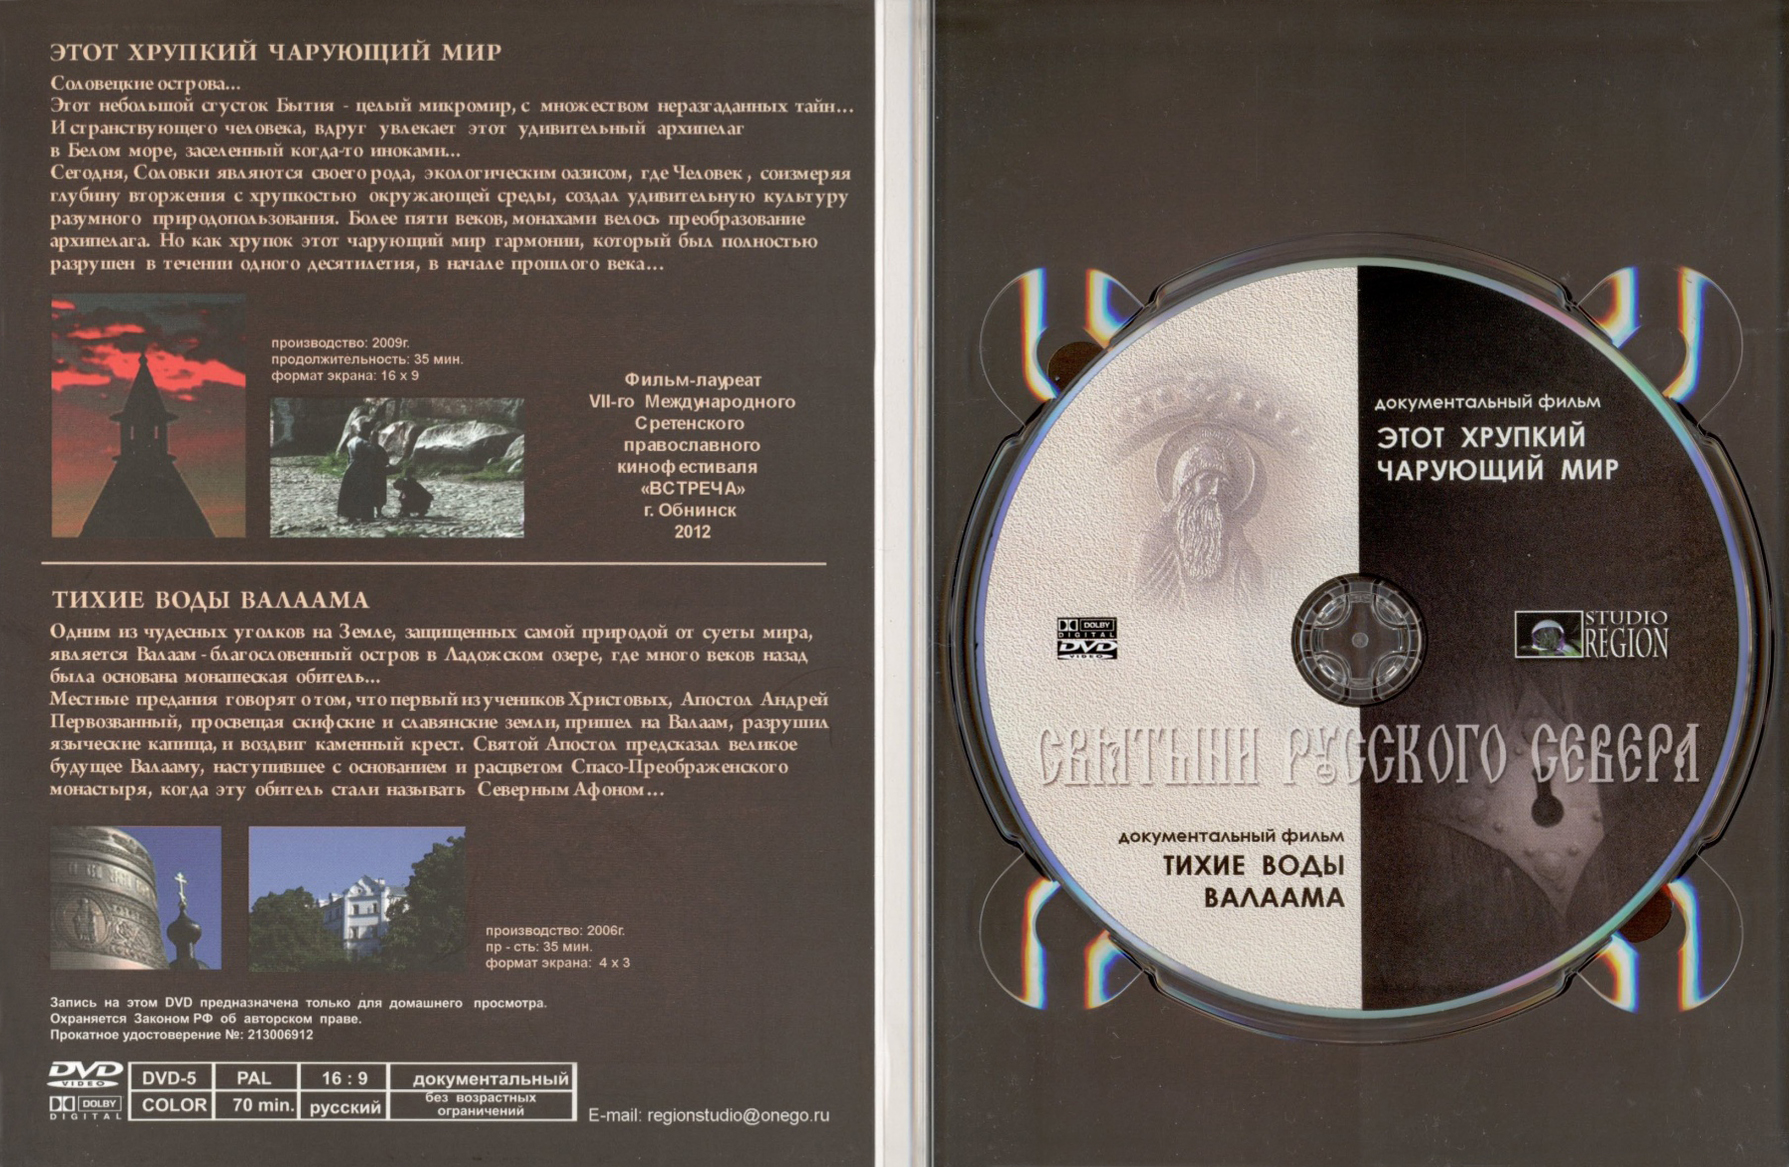 ЭТОТ ХРУПКИЙ ЧАРУЮЩИЙ МИР
Соловецкие острова...
Этот небольшой сгусток Бытия - целый микромир, с множеством неразгаданных тайн...
И странствующего человека, вдруг увлекает этот удивительный архипелаг
в Белом море, заселенный когда-то иноками...
Сегодня, Соловки являются своего рода, экологическим оазисом, где Человек, соизмеряя
глубину вторжения с хрупкостью окружающей среды, создал удивительную культуру
разумного природопользования. Более пяти веков, монахами велось преобразование
архипелага. Но как хрупок этот чарующий мир гармонии, который был полностью
разрушен в течении одного десятилетия, в начале прошлого века...
производство: 2009г.
продолжительность: 35 мин.
формат экрана: 16 х 9
Фильм-лауреат
VII-го Международного
Сретенского
православного
кинофестиваля
«ВСТРЕЧА»
г. Обнинск
2012
ТИХИЕ ВОДЫ ВАЛААМА
Одним из чудесных уголков на Земле, защищенных самой природой от суеты мира,
является Валаам - благословенный остров в Ладожском озере, где много веков назад
была основана монашеская обитель...
Местные предания говорят о том, что первый из учеников Христовых, Апостол Андрей
Первозванный, просвещая скифские и славянские земли, пришел на Валаам, разрушил
языческие капища, и воздвиг каменный крест. Святой Апостол предсказал великое
будущее Валааму, наступившее с основанием и расцветом Спасо-Преображенского
монастыря, когда эту обитель стали называть Северным Афоном...
производство: 2006г.
пр - сть: 35 мин.
формат экрана: 4 х 3
Запись на этом DVD предназначена только для домашнего просмотра.
Охраняется Законом РФ об авторском праве.
Прокатное удостоверение №: 213006912
DVD VIDEO
DOLBY DIGITAL
DVD-5 PAL 16 : 9 документальный
COLOR 70 min. русский без возрастных
ограничений
E-mail: regionstudio@onego.ru
документальный фильм
ЭТОТ ХРУПКИЙ
ЧАРУЮЩИЙ МИР
DOLBY
DIGITAL
DVD
VIDEO
STUDIO
REGION
СВЯТЫНИ РУССКОГО СЕВЕРА
документальный фильм
ТИХИЕ ВОДЫ
ВАЛААМА